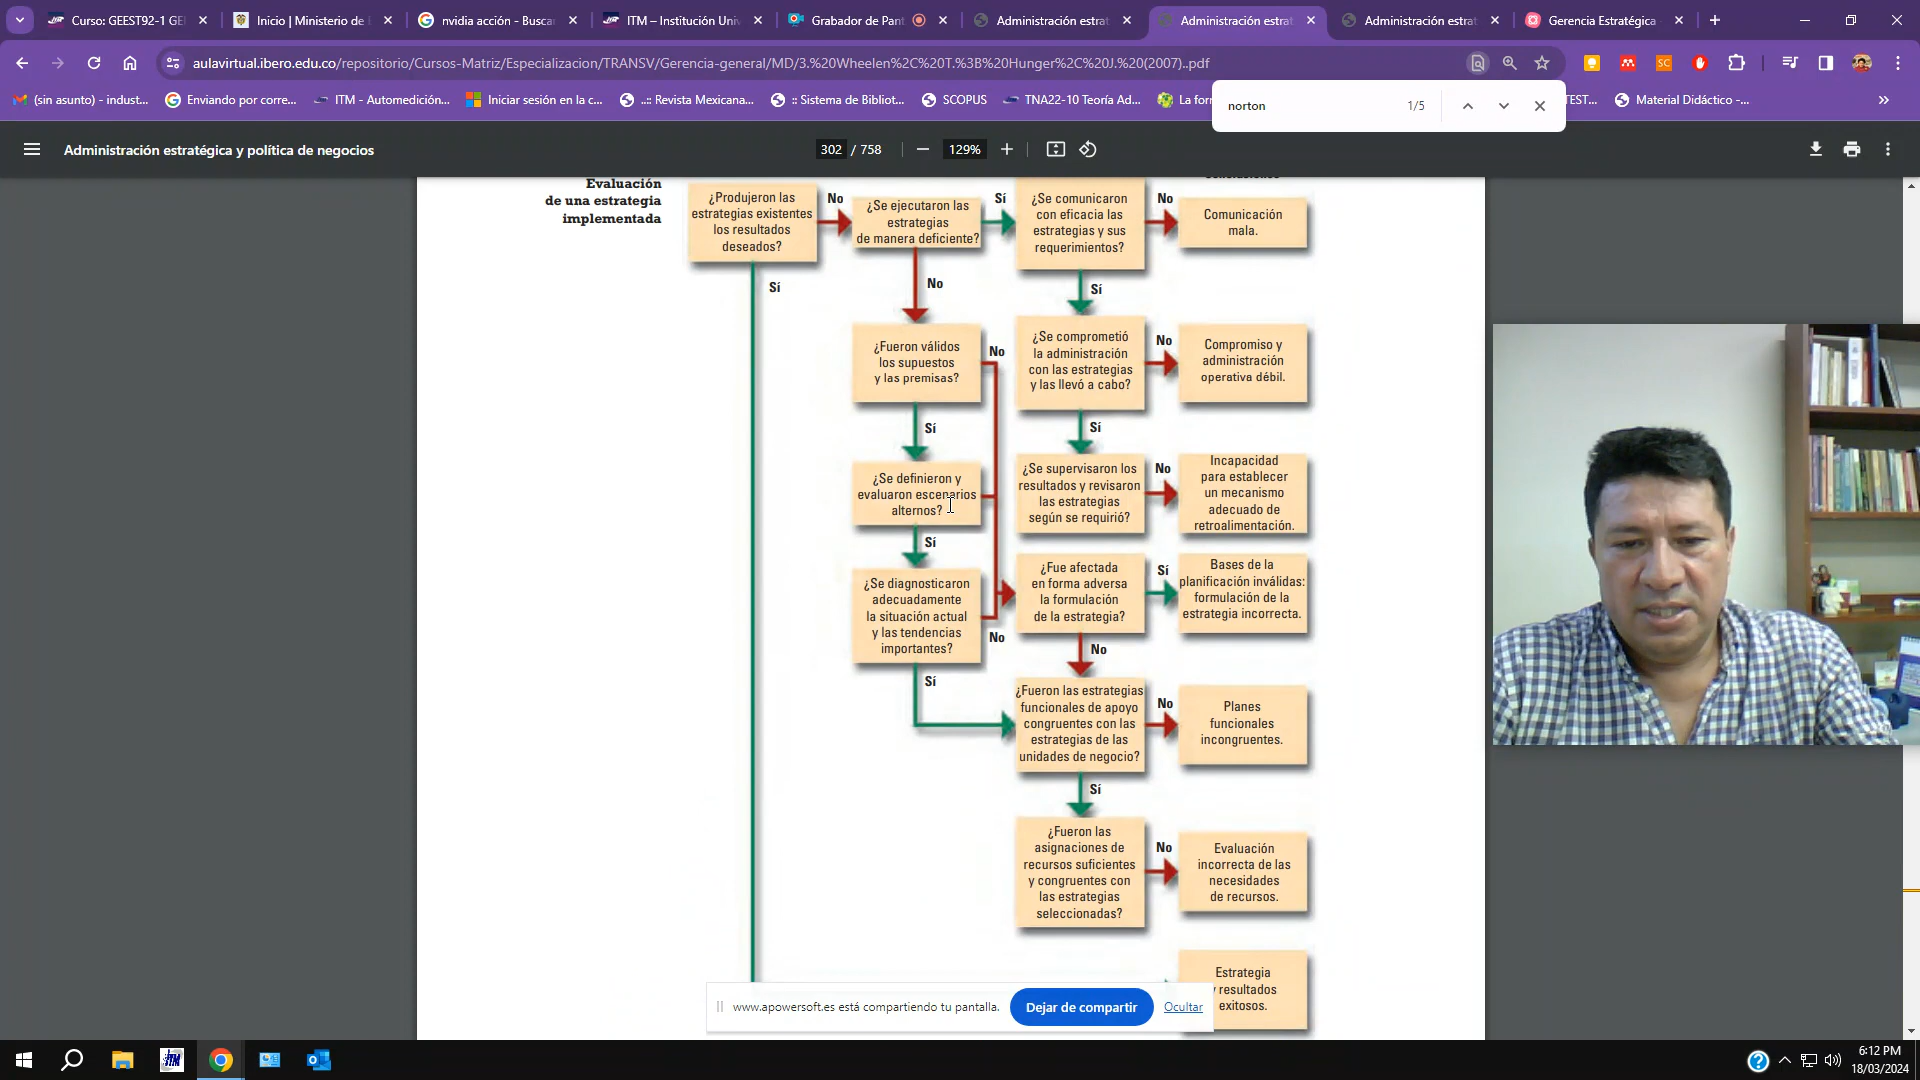 Curso: GEEST92-1 GE
Inicio | Ministerio de
nvidia acción - Busca
ITM – Institución Uni
Grabador de Pan
Administración estrat
Administración estrat
Administración estrat
Gerencia Estratégica
aulavirtual.ibero.edu.co/repositorio/Cursos-Matriz/Especializacion/TRANSV/Gerencia-general/MD/3.%20Wheelen%2C%20T.%3B%20Hunger%2C%20J.%20(2007)..pdf
(sin asunto) - indust...
Enviando por corre...
ITM - Automedición...
Iniciar sesión en la c...
..:: Revista Mexicana...
:: Sistema de Bibliot...
SCOPUS
TNA22-10 Teoría Ad...
La for
TEST...
Material Didáctico -...
norton
1/5
Administración estratégica y política de negocios
302 / 758
129%
Evaluación
de una estrategia
implementada
¿Produjeron las
estrategias existentes
los resultados
deseados?
No
¿Se ejecutaron las
estrategias
de manera deficiente?
Sí
¿Se comunicaron
con eficacia las
estrategias y sus
requerimientos?
No
Comunicación
mala.
Sí
No
Sí
¿Fueron válidos
los supuestos
y las premisas?
No
¿Se comprometió
la administración
con las estrategias
y las llevó a cabo?
No
Compromiso y
administración
operativa débil.
Sí
Sí
¿Se definieron y
evaluaron escenarios
alternos?
¿Se supervisaron los
resultados y revisaron
las estrategias
según se requirió?
No
Incapacidad
para establecer
un mecanismo
adecuado de
retroalimentación.
Sí
¿Se diagnosticaron
adecuadamente
la situación actual
y las tendencias
importantes?
No
¿Fue afectada
en forma adversa
la formulación
de la estrategia?
Sí
Bases de la
planificación inválidas:
formulación de la
estrategia incorrecta.
No
Sí
¿Fueron las estrategias
funcionales de apoyo
congruentes con las
estrategias de las
unidades de negocio?
No
Planes
funcionales
incongruentes.
Sí
¿Fueron las
asignaciones de
recursos suficientes
y congruentes con
las estrategias
seleccionadas?
No
Evaluación
incorrecta de las
necesidades
de recursos.
Estrategia
y resultados
exitosos.
www.apowersoft.es está compartiendo tu pantalla.
Dejar de compartir
Ocultar
6:12 PM
18/03/2024